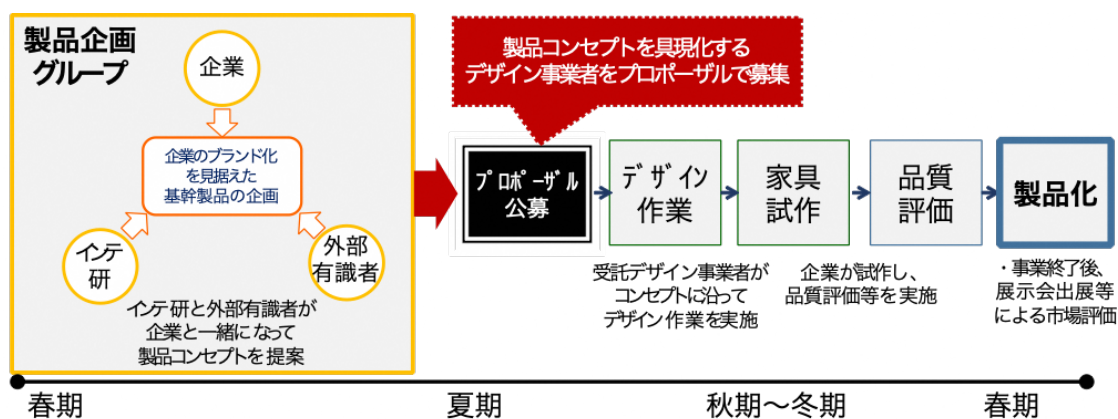 製品企画
グループ
企業
企業のブランド化
を見据えた
基幹製品の企画
インテ
研
外部
有識者
インテ研と外部有識者が
企業と一緒になって
製品コンセプトを提案
製品コンセプトを具現化する
デザイン事業者をプロポーザルで募集
プロポーザル
公募
デザイン
作業
家具
試作
品質
評価
製品化
受託デザイン事業者が
コンセプトに沿って
デザイン作業を実施
企業が試作し、
品質評価等を実施
・事業終了後、
展示会出展等
による市場評価
春期
夏期
秋期～冬期
春期